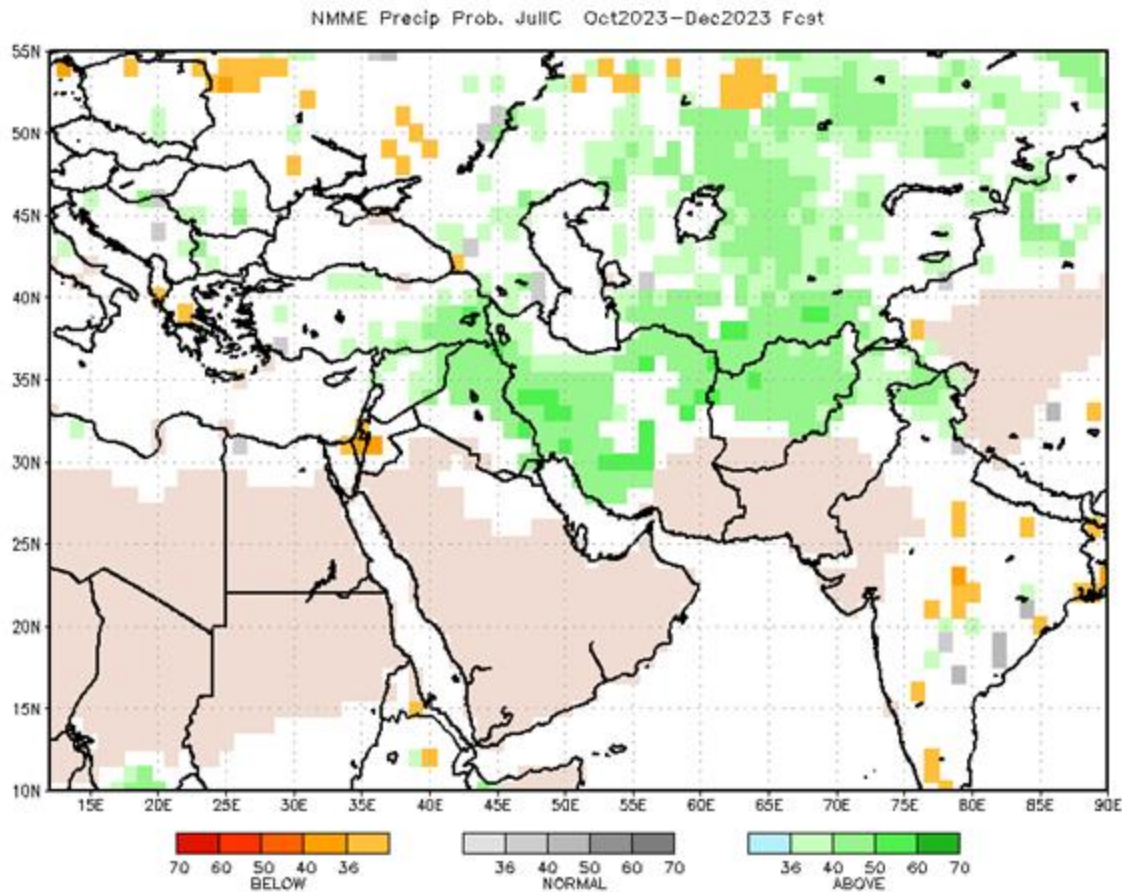 NMME Precip Prob. JulIC Oct2023−Dec2023 Fcst
55N
50N
45N
40N
35N
30N
25N
20N
15N
10N
15E 20E 25E 30E 35E 40E 45E 50E 55E 60E 65E 70E 75E 80E 85E 90E
70 60 50 40 36
BELOW
36 40 50 60 70
NORMAL
36 40 50 60 70
ABOVE